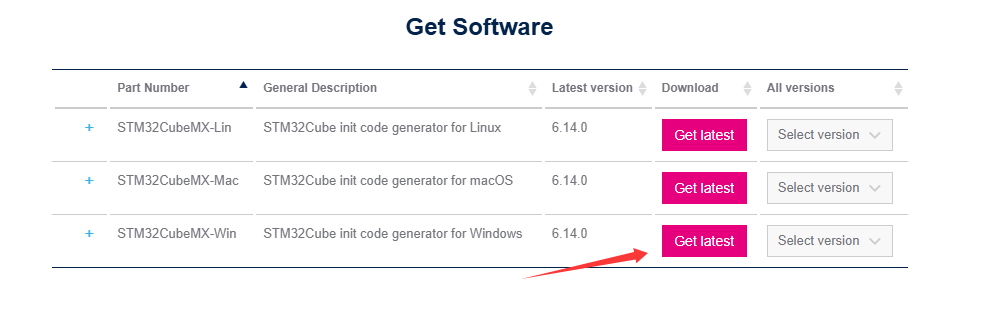 Get Software
Part Number General Description Latest version Download All versions
+ STM32CubeMX-Lin STM32Cube init code generator for Linux 6.14.0 Get latest Select version
+ STM32CubeMX-Mac STM32Cube init code generator for macOS 6.14.0 Get latest Select version
+ STM32CubeMX-Win STM32Cube init code generator for Windows 6.14.0 Get latest Select version